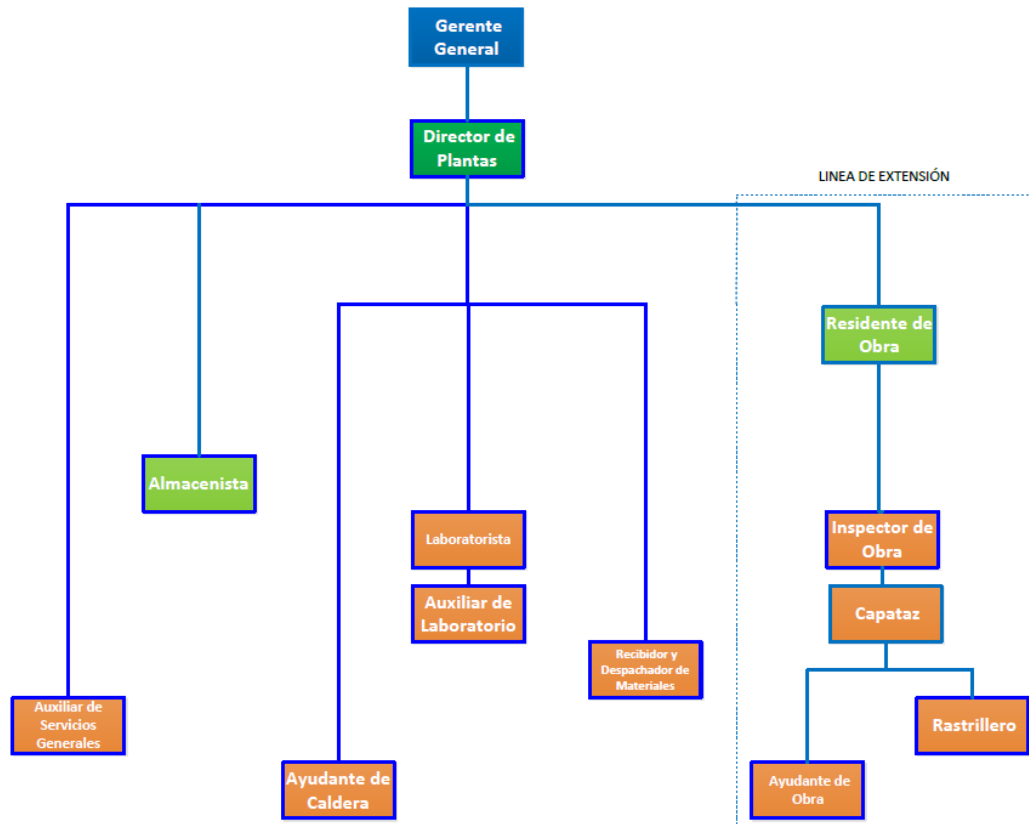 Gerente
General
Director de
Plantas
LINEA DE EXTENSIÓN
Residente de
Obra
Almacenista
Laboratorista
Inspector de
Obra
Auxiliar de
Laboratorio
Capataz
Recibidor y
Despachador de
Materiales
Auxiliar de
Servicios
Generales
Rastrillero
Ayudante de
Caldera
Ayudante de
Obra